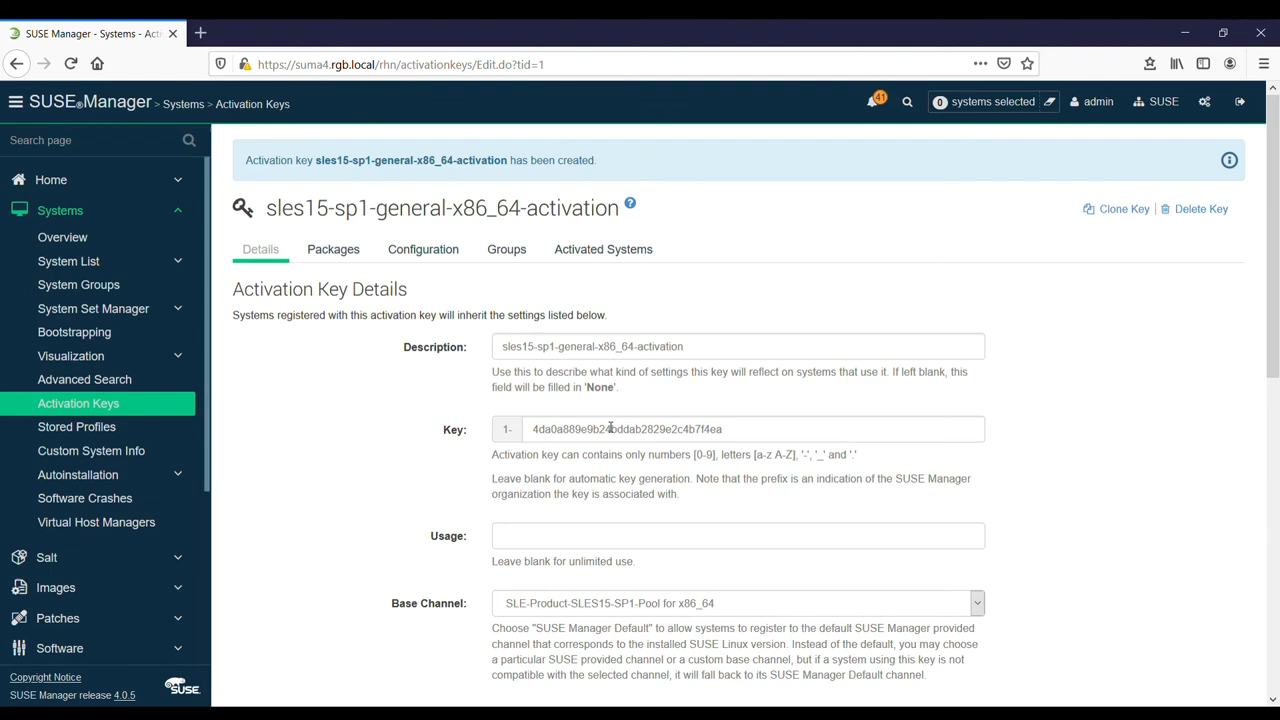 SUSE Manager - Systems - Acti
https://suma4.rgb.local/rhn/activationkeys/Edit.do?tid=1
SUSE Manager > Systems > Activation Keys
41
0 systems selected
admin
SUSE
Search page
Home
Systems
Overview
System List
System Groups
System Set Manager
Bootstrapping
Visualization
Advanced Search
Activation Keys
Stored Profiles
Custom System Info
Autoinstallation
Software Crashes
Virtual Host Managers
Salt
Images
Patches
Software
Copyright Notice
SUSE Manager release 4.0.5
SUSE
Activation key sles15-sp1-general-x86_64-activation has been created.
sles15-sp1-general-x86_64-activation
Clone Key | Delete Key
Details Packages Configuration Groups Activated Systems
Activation Key Details
Systems registered with this activation key will inherit the settings listed below.
Description: sles15-sp1-general-x86_64-activation
Use this to describe what kind of settings this key will reflect on systems that use it. If left blank, this
field will be filled in 'None'.
Key: 1-
Activation key can contains only numbers [0-9], letters [a-z A-Z], '-', '_' and '.'
Leave blank for automatic key generation. Note that the prefix is an indication of the SUSE Manager
organization the key is associated with.
Usage:
Leave blank for unlimited use.
Base Channel: SLE-Product-SLES15-SP1-Pool for x86_64
Choose "SUSE Manager Default" to allow systems to register to the default SUSE Manager provided
channel that corresponds to the installed SUSE Linux version. Instead of the default, you may choose
a particular SUSE provided channel or a custom base channel, but if a system using this key is not
compatible with the selected channel, it will fall back to its SUSE Manager Default channel.